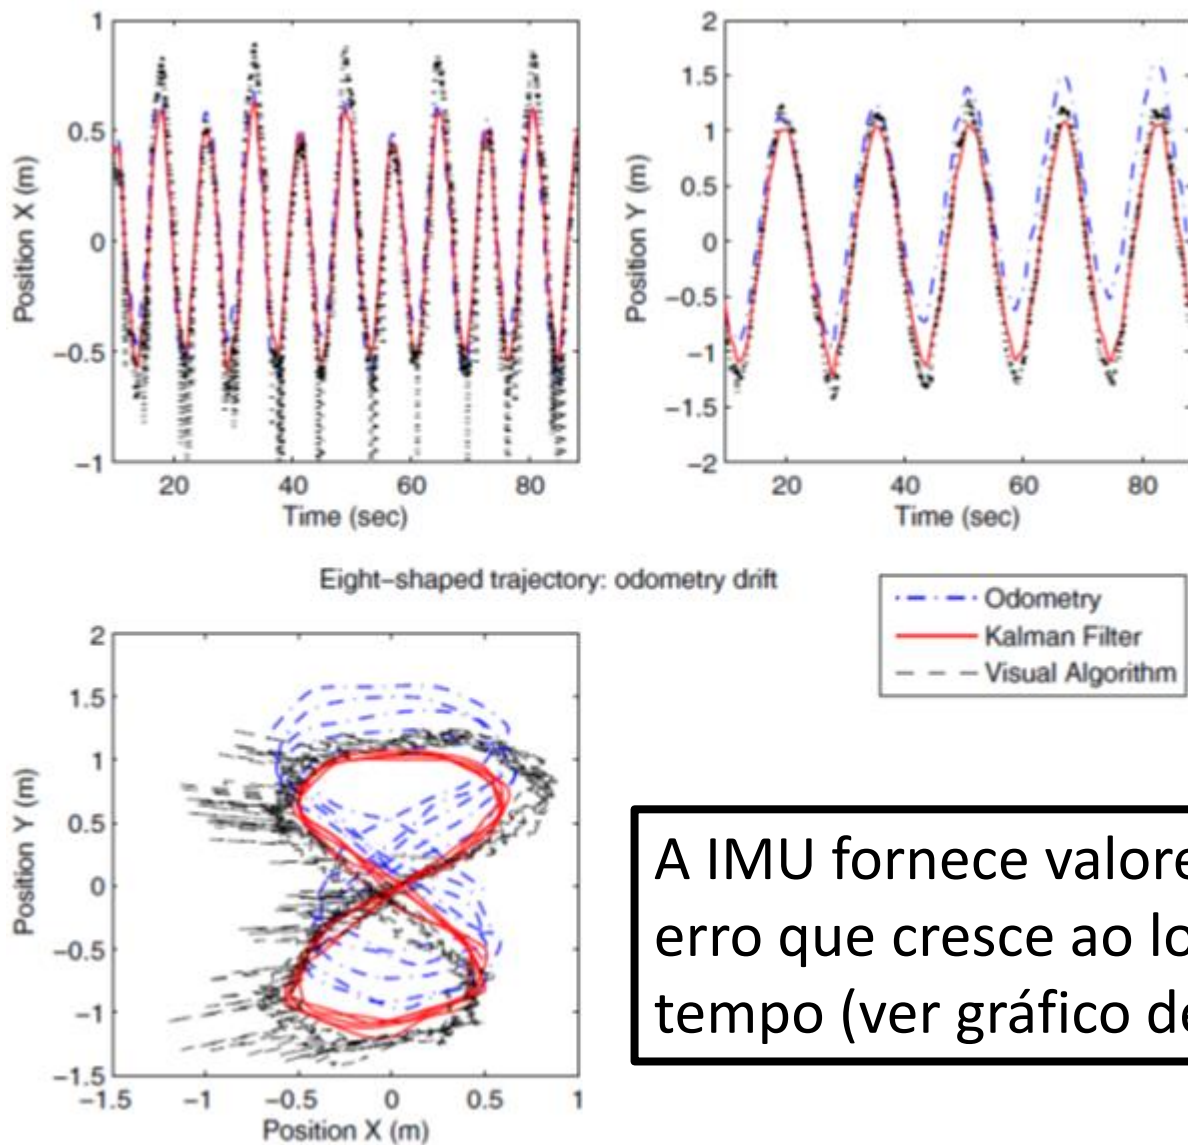 1
0.5
0
−0.5
−1
Position X (m)
20 40 60 80
Time (sec)
2
1.5
1
0.5
0
−0.5
−1
−1.5
−2
Position Y (m)
20 40 60 80
Time (sec)
Eight−shaped trajectory: odometry drift
Odometry
Kalman Filter
Visual Algorithm
2
1.5
1
0.5
0
−0.5
−1
−1.5
Position Y (m)
−1.5 −1 −0.5 0 0.5 1
Position X (m)
A IMU fornece valore
erro que cresce ao lo
tempo (ver gráfico de